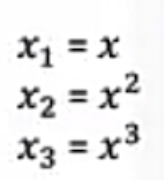 x₁ = x
x₂ = x²
x₃ = x³